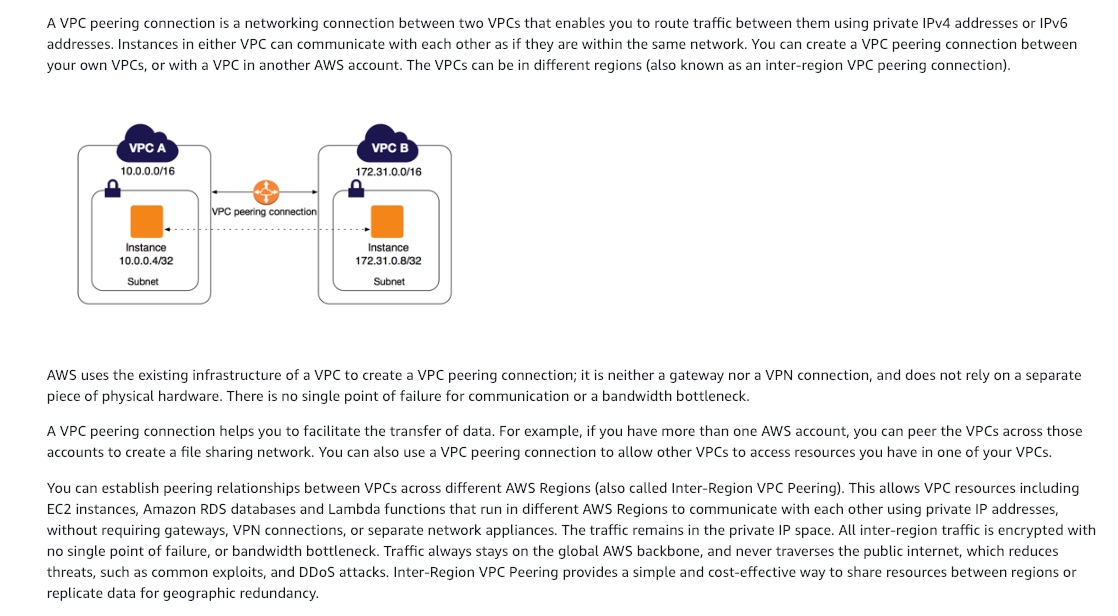 A VPC peering connection is a networking connection between two VPCs that enables you to route traffic between them using private IPv4 addresses or IPv6
addresses. Instances in either VPC can communicate with each other as if they are within the same network. You can create a VPC peering connection between
your own VPCs, or with a VPC in another AWS account. The VPCs can be in different regions (also known as an inter-region VPC peering connection).
VPC A
10.0.0.0/16
Instance
10.0.0.4/32
Subnet
VPC peering connection
VPC B
172.31.0.0/16
Instance
172.31.0.8/32
Subnet
AWS uses the existing infrastructure of a VPC to create a VPC peering connection; it is neither a gateway nor a VPN connection, and does not rely on a separate
piece of physical hardware. There is no single point of failure for communication or a bandwidth bottleneck.
A VPC peering connection helps you to facilitate the transfer of data. For example, if you have more than one AWS account, you can peer the VPCs across those
accounts to create a file sharing network. You can also use a VPC peering connection to allow other VPCs to access resources you have in one of your VPCs.
You can establish peering relationships between VPCs across different AWS Regions (also called Inter-Region VPC Peering). This allows VPC resources including
EC2 instances, Amazon RDS databases and Lambda functions that run in different AWS Regions to communicate with each other using private IP addresses,
without requiring gateways, VPN connections, or separate network appliances. The traffic remains in the private IP space. All inter-region traffic is encrypted with
no single point of failure, or bandwidth bottleneck. Traffic always stays on the global AWS backbone, and never traverses the public internet, which reduces
threats, such as common exploits, and DDoS attacks. Inter-Region VPC Peering provides a simple and cost-effective way to share resources between regions or
replicate data for geographic redundancy.